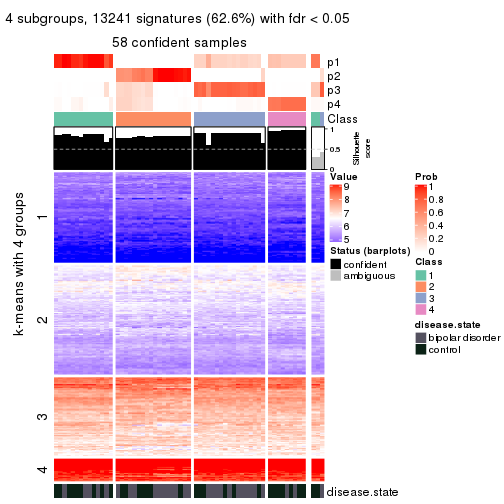 4 subgroups, 13241 signatures (62.6%) with fdr < 0.05
58 confident samples
p1
p2
p3
p4
Class
1
0.5
0
Silhouette
score
k-means with 4 groups
1
2
3
4
disease.state
Value
9
8
7
6
5
Status (barplots)
confident
ambiguous
Prob
1
0.8
0.6
0.4
0.2
0
Class
1
2
3
4
disease.state
bipolar disorder
control